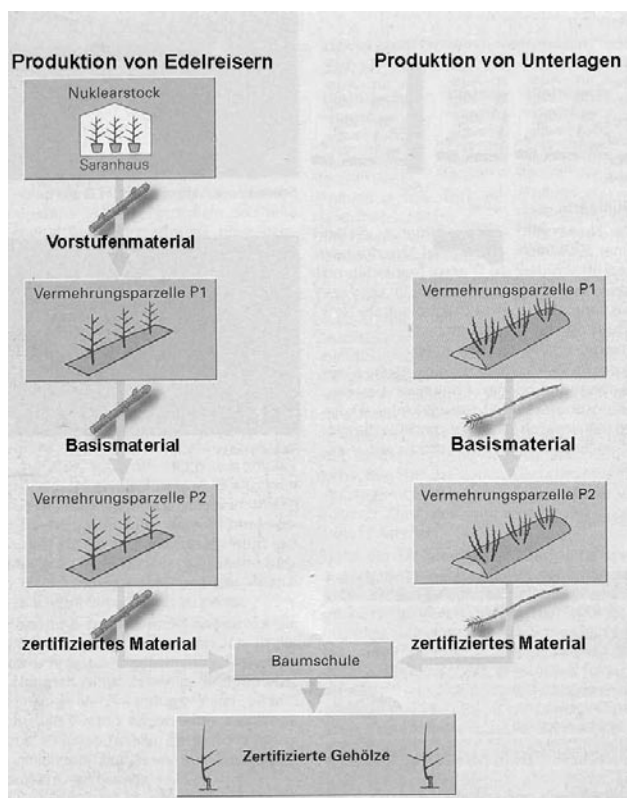 Produktion von Edelreisern
Nuklearstock
Saranhaus
Vorstufenmaterial
Vermehrungsparzelle P1
Basismaterial
Vermehrungsparzelle P2
zertifiziertes Material
Produktion von Unterlagen
Vermehrungsparzelle P1
Basismaterial
Vermehrungsparzelle P2
zertifiziertes Material
Baumschule
Zertifizierte Gehölze